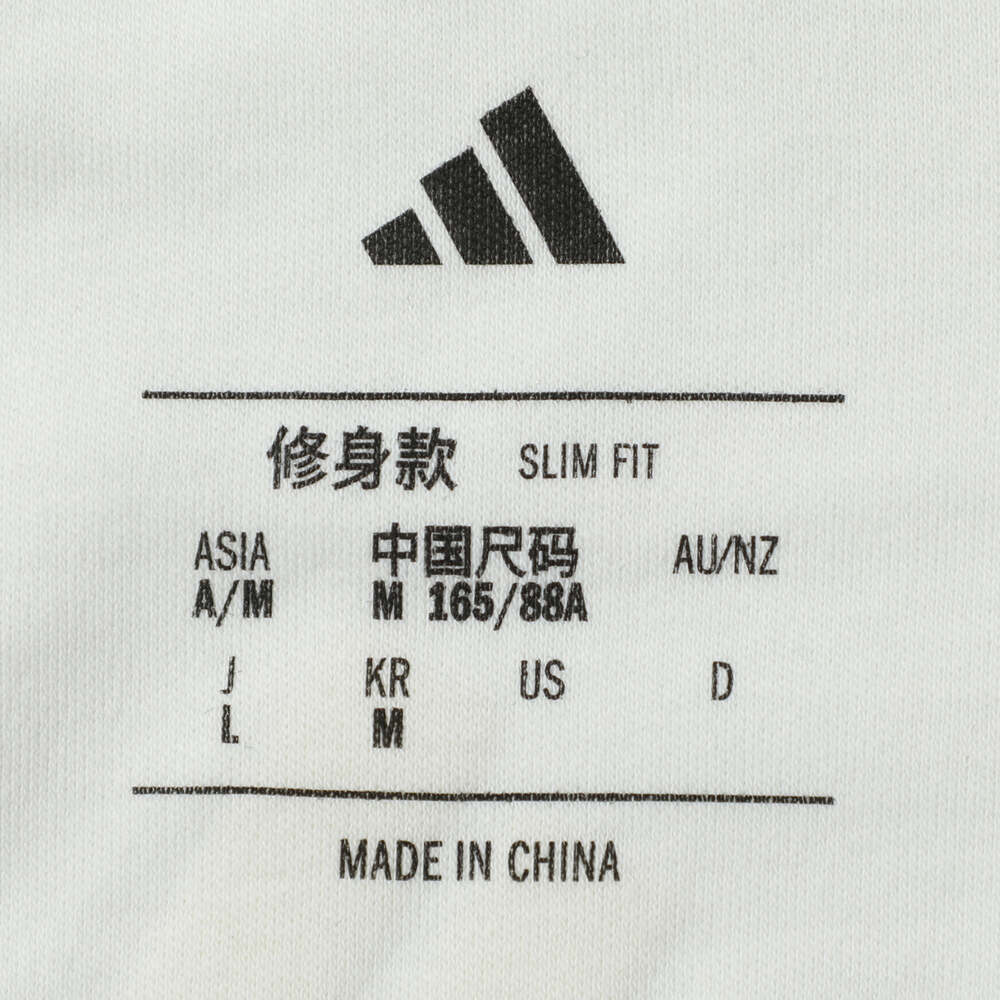 修身款 SLIM FIT
ASIA 中国尺码 AU/NZ
A/M M 165/88A
J KR US D
L M
MADE IN CHINA